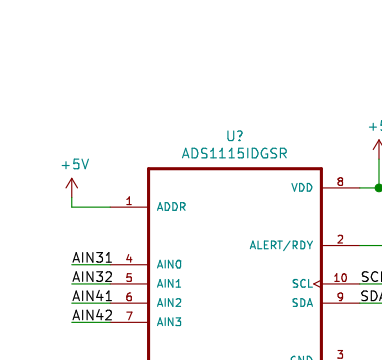 +5V
U?
ADS1115IDGSR
+5
VDD 8
1 ADDR
ALERT/RDY 2
AIN31 4 AIN0
AIN32 5 AIN1
SCL 10
AIN41 6 AIN2
SDA 9
AIN42 7 AIN3
3